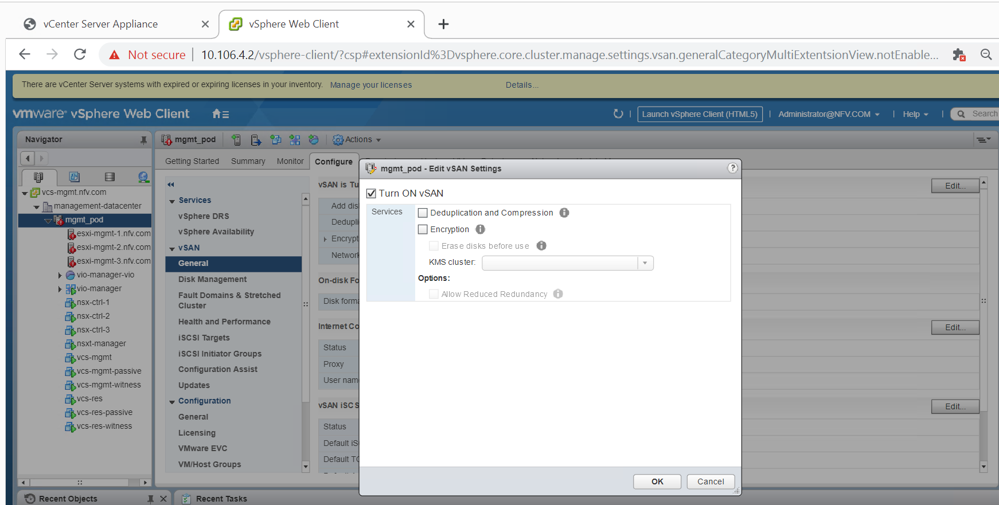 vCenter Server Appliance
vSphere Web Client
Not secure
10.106.4.2/vsphere-client/?csp#extensionId%3Dvsphere.core.cluster.manage.settings.vsan.generalCategoryMultiExtentsionView.notEnable...
There are vCenter Server systems with expired or expiring licenses in your inventory. Manage your licenses Details...
vmware® vSphere Web Client
Launch vSphere Client (HTML5)
Administrator@NFV.COM
Help
Search
Navigator
vcs-mgmt.nfv.com
management-datacenter
mgmt_pod
esxi-mgmt-1.nfv.com
esxi-mgmt-2.nfv.com
esxi-mgmt-3.nfv.com
vio-manager-vio
vio-manager
nsx-ctrl-1
nsx-ctrl-2
nsx-ctrl-3
nsxt-manager
vcs-mgmt
vcs-mgmt-passive
vcs-mgmt-witness
vcs-res
vcs-res-passive
vcs-res-witness
mgmt_pod
Actions
Getting Started Summary Monitor Configure
Services
vSphere DRS
vSphere Availability
vSAN
General
Disk Management
Fault Domains & Stretched
Cluster
Health and Performance
iSCSI Targets
iSCSI Initiator Groups
Configuration Assist
Updates
Configuration
General
Licensing
VMware EVC
VM/Host Groups
vSAN is Tu
Edit...
Add dis
Dedupli
Encrypt
Network
On-disk Fo
Disk forma
Internet Co
Edit...
Status
Proxy
User nam
vSAN iSCS
Edit...
Status
Default iS
Default TC
mgmt_pod - Edit vSAN Settings
Turn ON vSAN
Services
Deduplication and Compression
Encryption
Erase disks before use
KMS cluster:
Options:
Allow Reduced Redundancy
OK
Cancel
Recent Objects
Recent Tasks